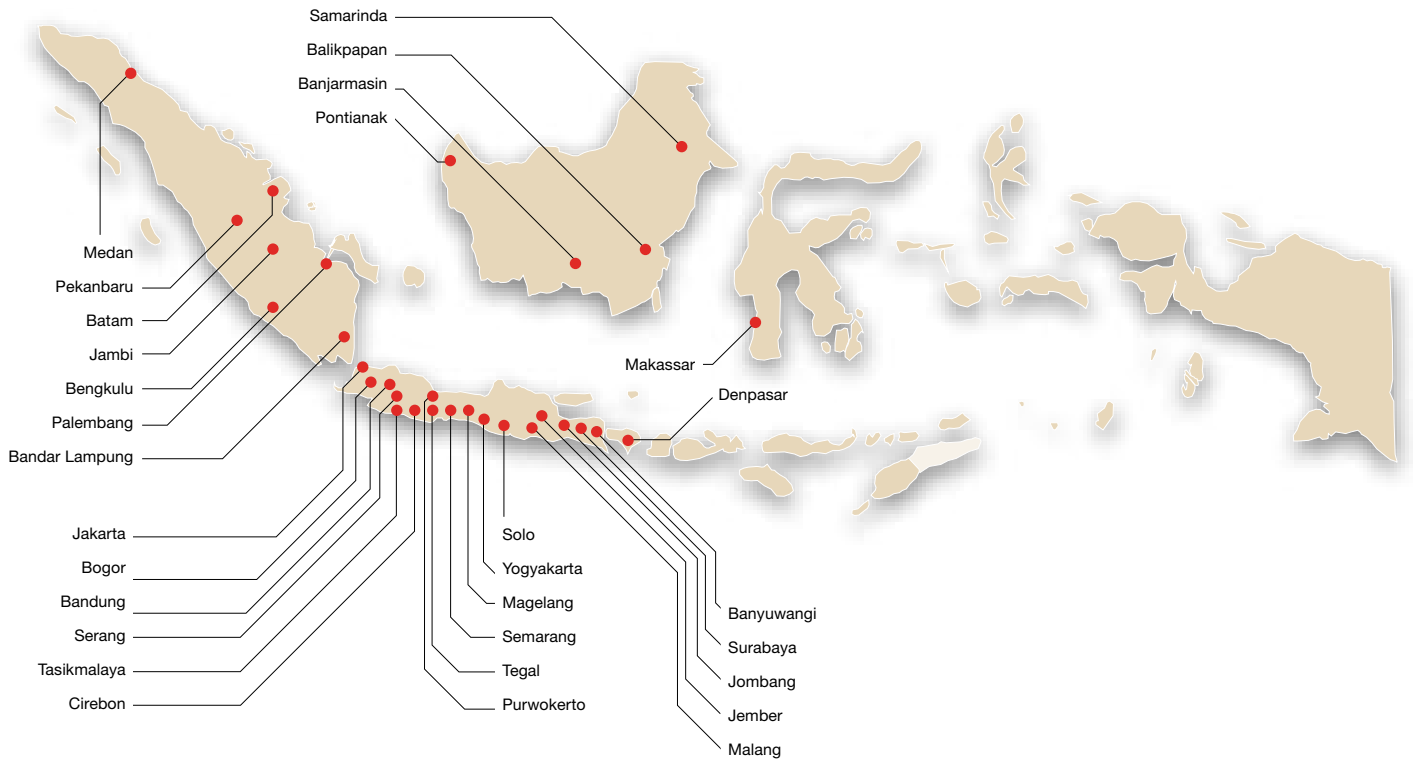 Samarinda
Balikpapan
Banjarmasin
Pontianak
Medan
Pekanbaru
Batam
Jambi
Bengkulu
Palembang
Bandar Lampung
Makassar
Denpasar
Jakarta
Bogor
Bandung
Serang
Tasikmalaya
Cirebon
Solo
Yogyakarta
Magelang
Semarang
Tegal
Purwokerto
Banyuwangi
Surabaya
Jombang
Jember
Malang